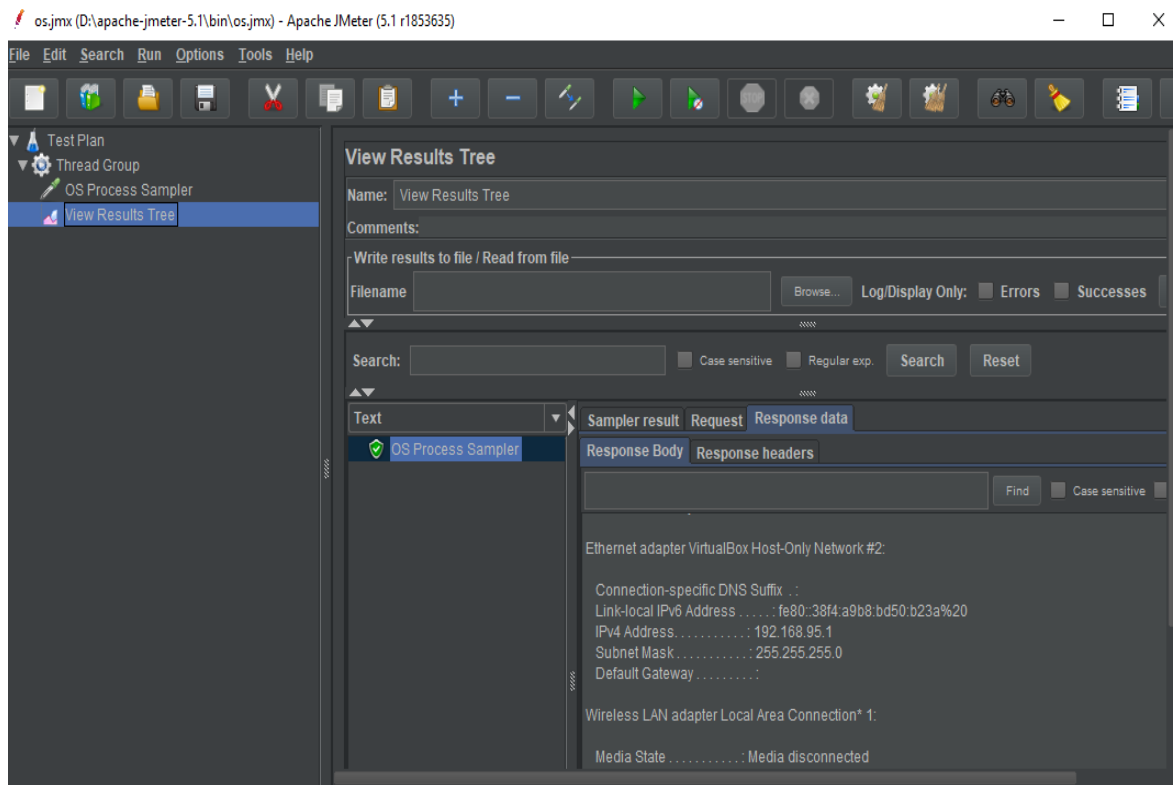 os.jmx (D:\apache-jmeter-5.1\bin\os.jmx) - Apache JMeter (5.1 r1853635)
File Edit Search Run Options Tools Help
STOP
Test Plan
Thread Group
OS Process Sampler
View Results Tree
View Results Tree
Name: View Results Tree
Comments:
Write results to file / Read from file
Filename Browse... Log/Display Only: Errors Successes
Search: Case sensitive Regular exp. Search Reset
Text
OS Process Sampler
Sampler result Request Response data
Response Body Response headers
Find Case sensitive
Ethernet adapter VirtualBox Host-Only Network #2:
Connection-specific DNS Suffix . :
Link-local IPv6 Address . . . . . : fe80::38f4:a9b8:bd50:b23a%20
IPv4 Address. . . . . . . . . . . : 192.168.95.1
Subnet Mask . . . . . . . . . . . : 255.255.255.0
Default Gateway . . . . . . . . . :
Wireless LAN adapter Local Area Connection* 1:
Media State . . . . . . . . . . . : Media disconnected